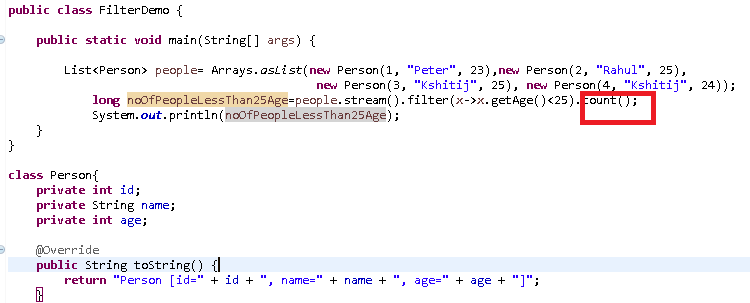 public class FilterDemo {
public static void main(String[] args) {
List<Person> people= Arrays.asList(new Person(1, "Peter", 23),new Person(2, "Rahul", 25),
new Person(3, "Kshitij", 25), new Person(4, "Kshitij", 24));
long noOfPeopleLessThan25Age=people.stream().filter(x->x.getAge()<25).count();
System.out.println(noOfPeopleLessThan25Age);
}
}
class Person{
private int id;
private String name;
private int age;
@Override
public String toString() {
return "Person [id=" + id + ", name=" + name + ", age=" + age + "]";
}